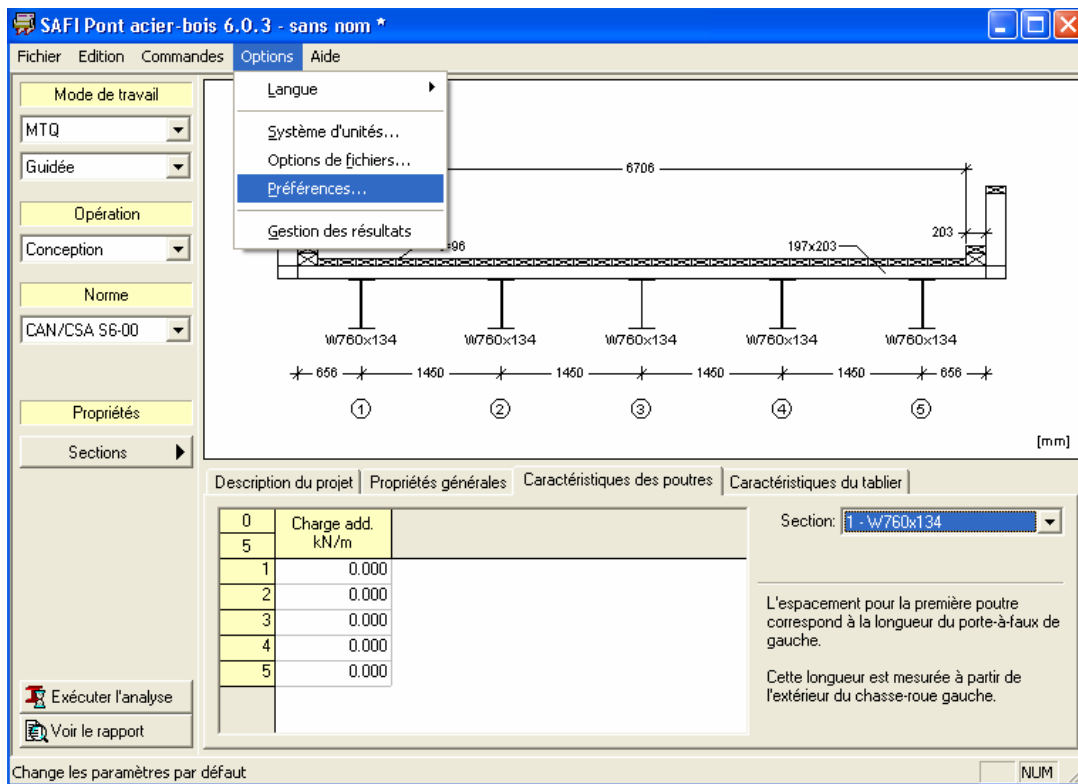 SAFI Pont acier-bois 6.0.3 - sans nom *
Fichier Edition Commandes Options Aide
Langue
Système d'unités...
Options de fichiers...
Préférences...
Gestion des résultats
Mode de travail
MTQ
Guidée
Opération
Conception
Norme
CAN/CSA S6-00
Propriétés
Sections
6706
203
=96
197x203
W760x134 W760x134 W760x134 W760x134 W760x134
656 1450 1450 1450 1450 656
1 2 3 4 5
[mm]
Description du projet Propriétés générales Caractéristiques des poutres Caractéristiques du tablier
0
5
Charge add.
kN/m
1 0.000
2 0.000
3 0.000
4 0.000
5 0.000
Section: 1 - W760x134
L'espacement pour la première poutre
correspond à la longueur du porte-à-faux de
gauche.
Cette longueur est mesurée à partir de
l'extérieur du chasse-roue gauche.
Exécuter l'analyse
Voir le rapport
Change les paramètres par défaut
NUM